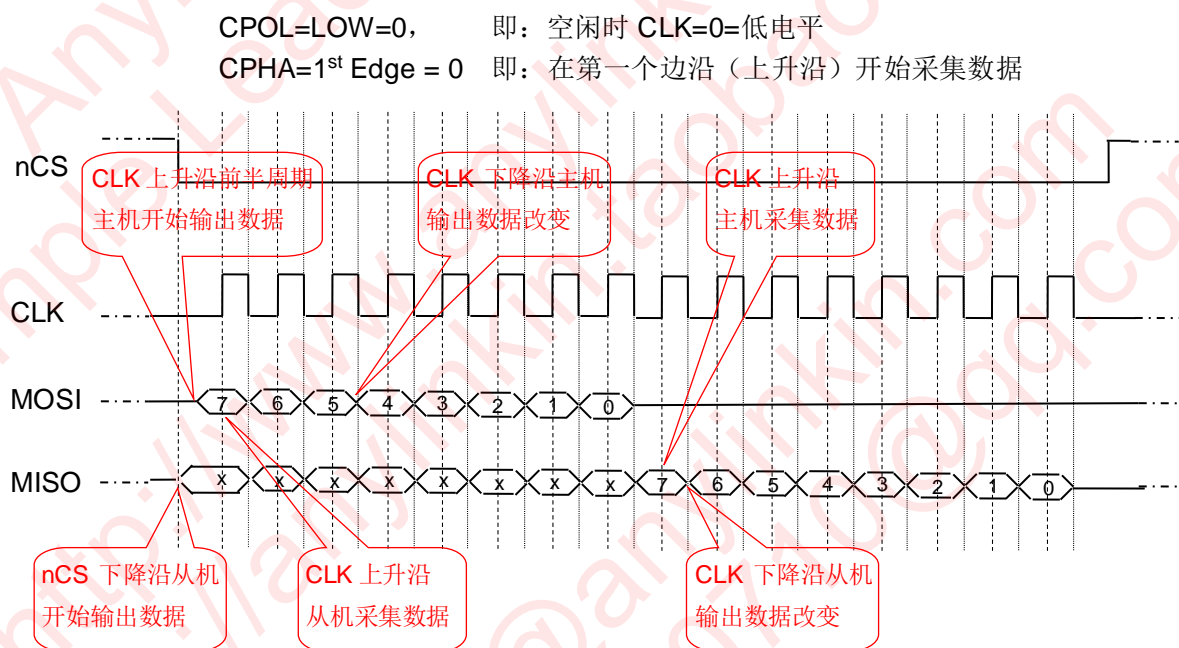 CPOL=LOW=0， 即：空闲时 CLK=0=低电平
CPHA=1st Edge = 0 即：在第一个边沿（上升沿）开始采集数据
nCS
CLK 上升沿前半周期
主机开始输出数据
CLK 下降沿主机
输出数据改变
CLK 上升沿
主机采集数据
CLK
MOSI
7 6 5 4 3 2 1 0
MISO
x x x x x x x x 7 6 5 4 3 2 1 0
nCS 下降沿从机
开始输出数据
CLK 上升沿
从机采集数据
CLK 下降沿从机
输出数据改变